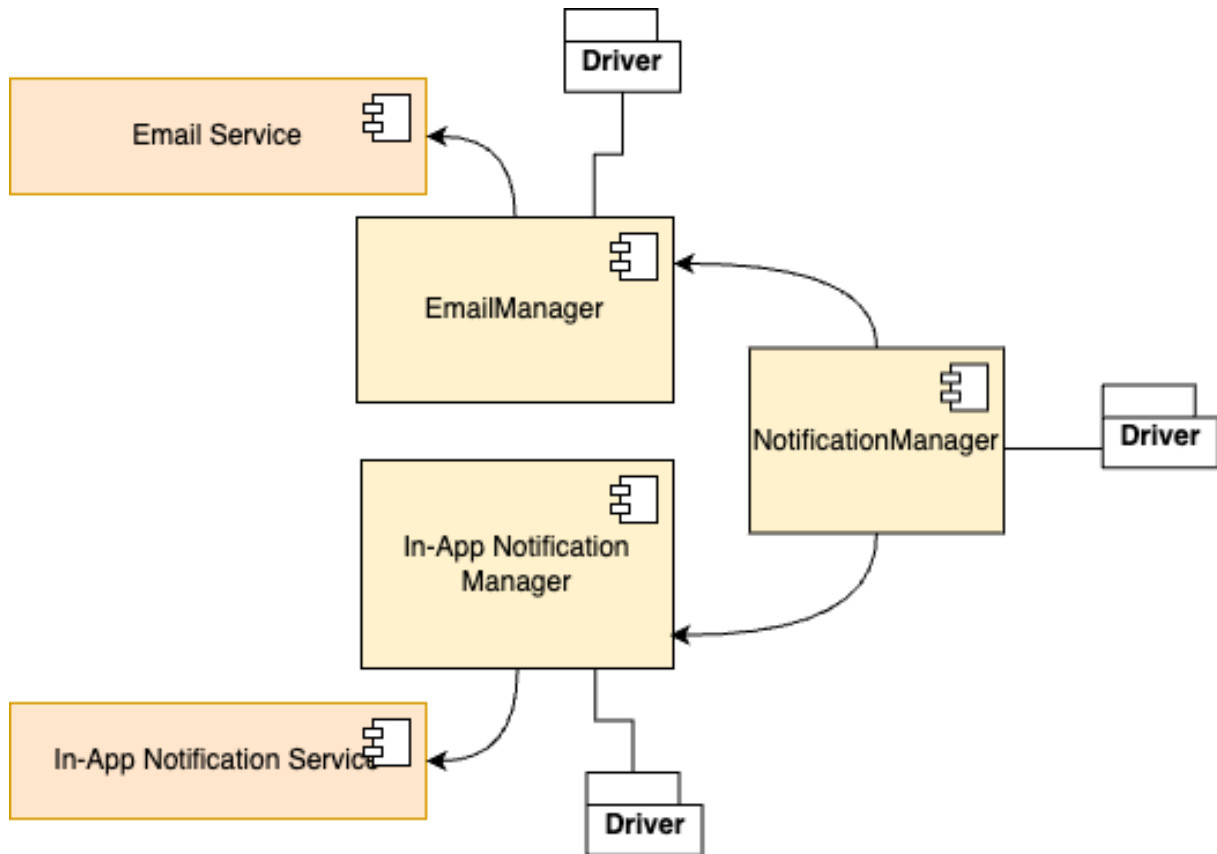 Driver
Email Service
EmailManager
NotificationManager
Driver
In-App Notification
Manager
In-App Notification Service
Driver